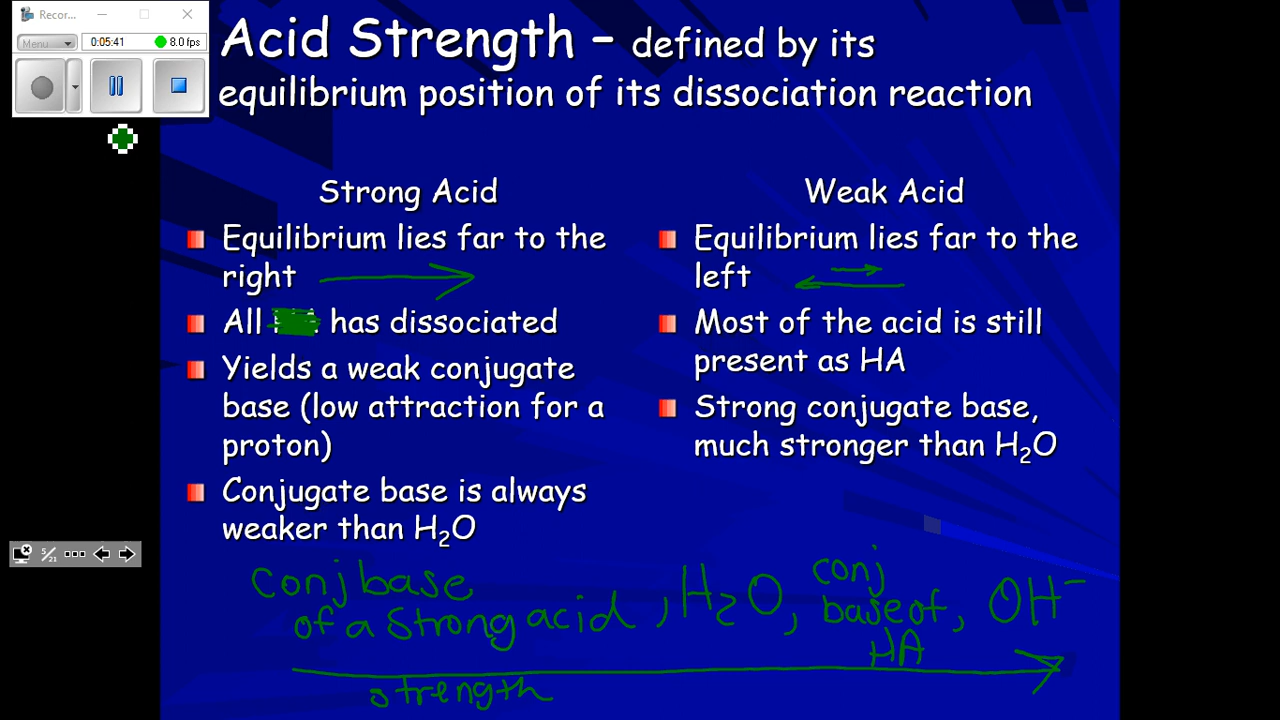 Recor...
Menu
0:05:41
8.0 fps
Acid Strength – defined by its
equilibrium position of its dissociation reaction
Strong Acid
Equilibrium lies far to the
right
All has dissociated
Yields a weak conjugate
base (low attraction for a
proton)
Conjugate base is always
weaker than H₂O
Weak Acid
Equilibrium lies far to the
left
Most of the acid is still
present as HA
Strong conjugate base,
much stronger than H₂O
5/21
Conj base
of a strong acid , H₂O, conj
base of, OH⁻
HA
strength